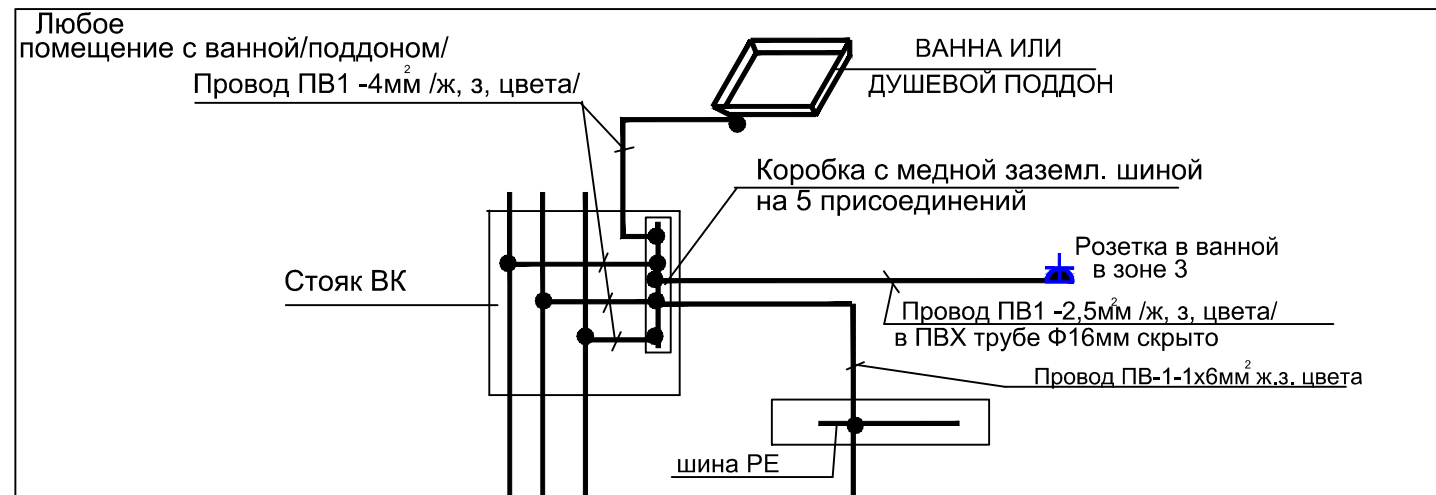 Любое
помещение с ванной/поддоном/
Провод ПВ1 -4мм² /ж, з, цвета/
ВАННА ИЛИ
ДУШЕВОЙ ПОДДОН
Коробка с медной заземл. шиной
на 5 присоединений
Стояк ВК
Розетка в ванной
в зоне 3
Провод ПВ1 -2,5мм² /ж, з, цвета/
в ПВХ трубе Ф16мм скрыто
Провод ПВ-1-1х6мм² ж.з. цвета
шина РЕ